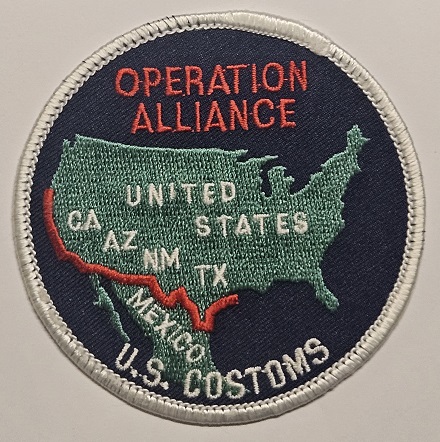 OPERATION
ALLIANCE
UNITED
STATES
CA
AZ
NM
TX
MEXICO
U.S. COSTOMS